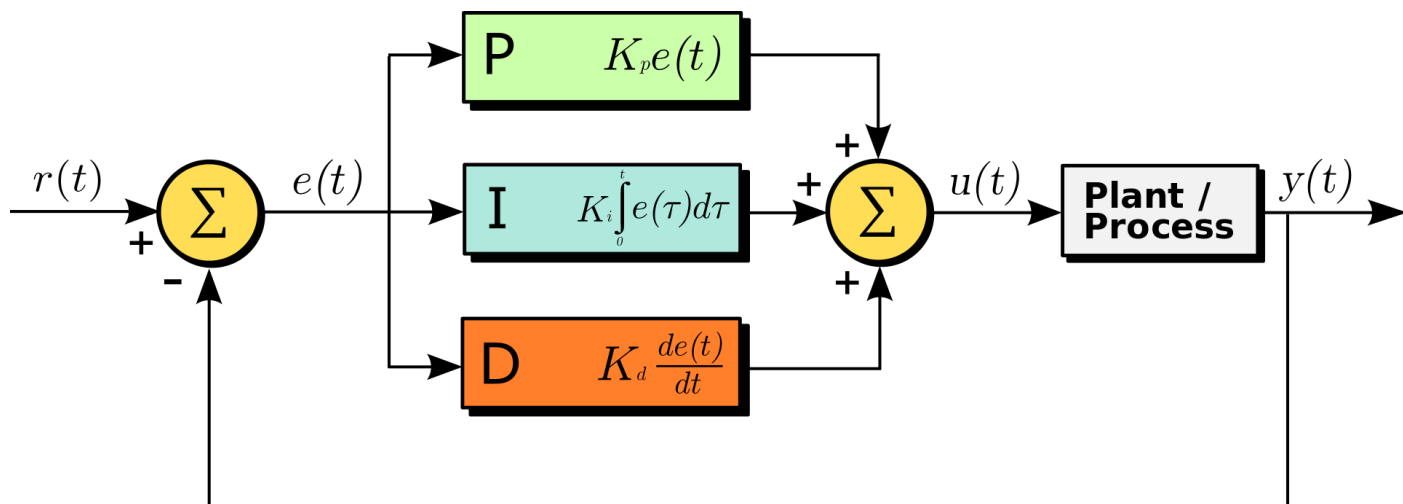 P K_p e(t)
r(t)
+
-
Σ
e(t)
I K_i ∫_0^t e(τ)dτ
D K_d de(t)/dt
+
+
+
Σ
u(t)
Plant /
Process
y(t)